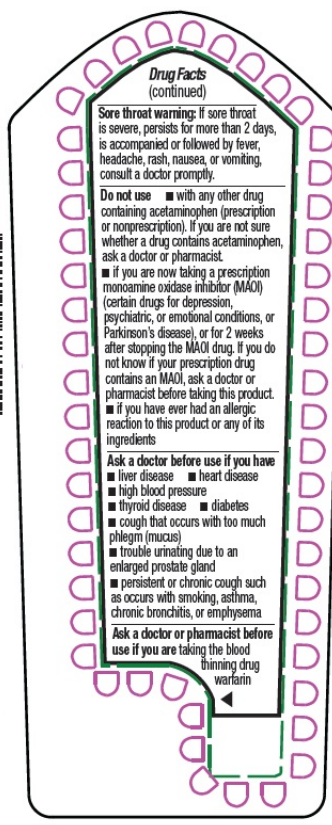 Drug Facts
(continued)
Sore throat warning: If sore throat
is severe, persists for more than 2 days,
is accompanied or followed by fever,
headache, rash, nausea, or vomiting,
consult a doctor promptly.
Do not use ■ with any other drug
containing acetaminophen (prescription
or nonprescription). If you are not sure
whether a drug contains acetaminophen,
ask a doctor or pharmacist.
■ if you are now taking a prescription
monoamine oxidase inhibitor (MAOI)
(certain drugs for depression,
psychiatric, or emotional conditions, or
Parkinson's disease), or for 2 weeks
after stopping the MAOI drug. If you do
not know if your prescription drug
contains an MAOI, ask a doctor or
pharmacist before taking this product.
■ if you have ever had an allergic
reaction to this product or any of its
ingredients
Ask a doctor before use if you have
■ liver disease ■ heart disease
■ high blood pressure
■ thyroid disease ■ diabetes
■ cough that occurs with too much
phlegm (mucus)
■ trouble urinating due to an
enlarged prostate gland
■ persistent or chronic cough such
as occurs with smoking, asthma,
chronic bronchitis, or emphysema
Ask a doctor or pharmacist before
use if you are taking the blood
thinning drug
warfarin